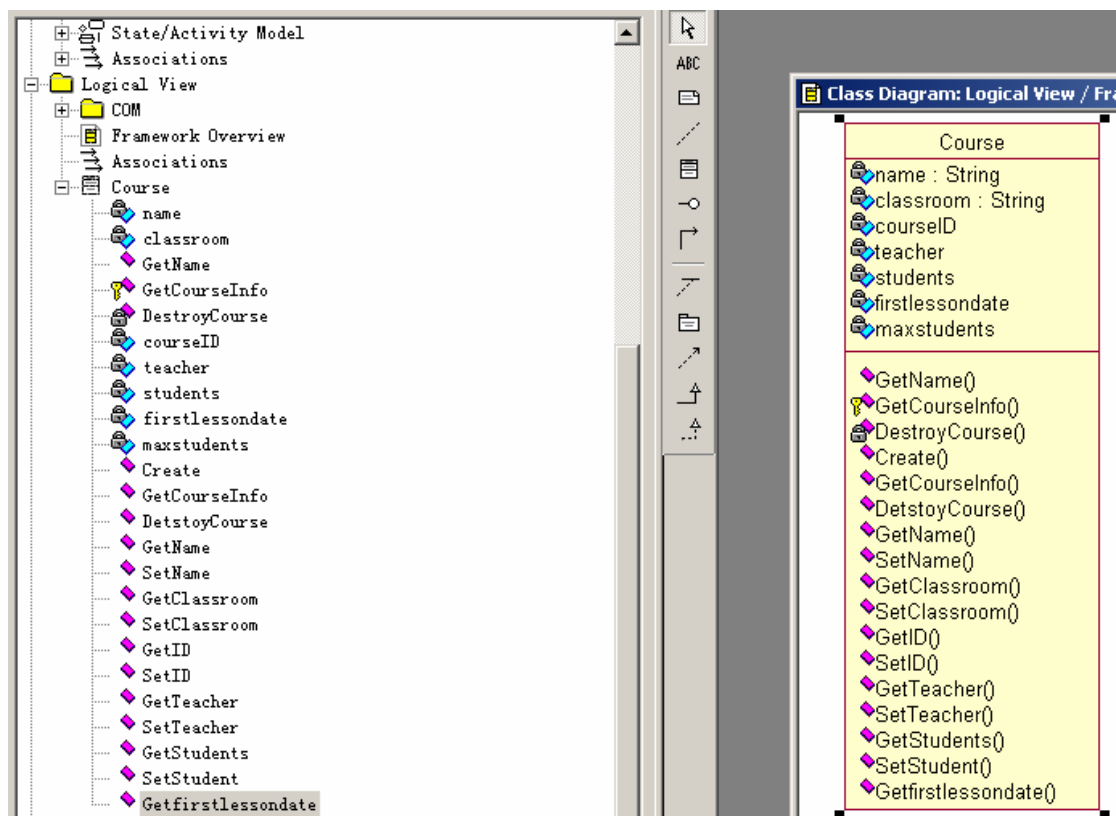 State/Activity Model
Associations
Logical View
COM
Framework Overview
Associations
Course
name
classroom
GetName
GetCourseInfo
DestroyCourse
courseID
teacher
students
firstlessondate
maxstudents
Create
GetCourseInfo
DetstoyCourse
GetName
SetName
GetClassroom
SetClassroom
GetID
SetID
GetTeacher
SetTeacher
GetStudents
SetStudent
Getfirstlessondate
ABC
Class Diagram: Logical View / Fra
Course
name : String
classroom : String
courseID
teacher
students
firstlessondate
maxstudents
GetName()
GetCourseInfo()
DestroyCourse()
Create()
GetCourseInfo()
DetstoyCourse()
GetName()
SetName()
GetClassroom()
SetClassroom()
GetID()
SetID()
GetTeacher()
SetTeacher()
GetStudents()
SetStudent()
Getfirstlessondate()